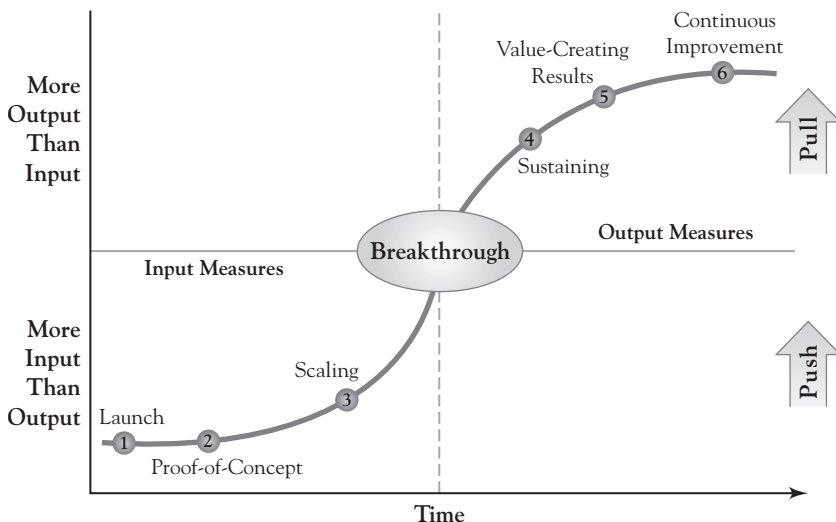 Continuous
Improvement
6
Value-Creating
Results
5
More
Output
Than
Input
Pull
4
Sustaining
Breakthrough
Output Measures
Input Measures
More
Input
Than
Output
Push
Scaling
3
Launch
1
2
Proof-of-Concept
Time